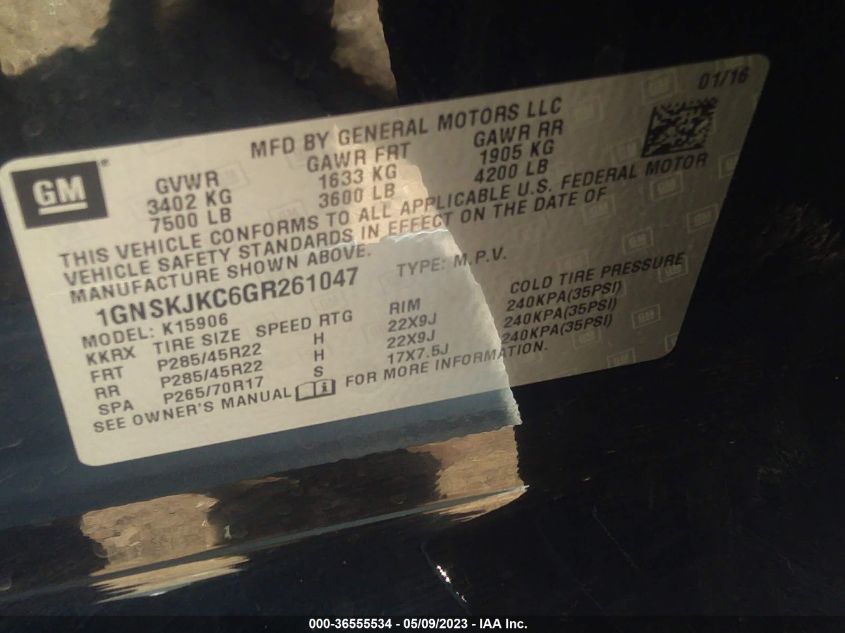 01/16
MFD BY GENERAL MOTORS LLC
GM
GVWR GAWR FRT GAWR RR
3402 KG 1633 KG 1905 KG
7500 LB 3600 LB 4200 LB
THIS VEHICLE CONFORMS TO ALL APPLICABLE U.S. FEDERAL MOTOR
VEHICLE SAFETY STANDARDS IN EFFECT ON THE DATE OF
MANUFACTURE SHOWN ABOVE.
1GNSKJKC6GR261047 TYPE: M.P.V.
MODEL: K15906
KKRX TIRE SIZE SPEED RTG RIM COLD TIRE PRESSURE
FRT P285/45R22 H 22X9J 240KPA(35PSI)
RR P285/45R22 H 22X9J 240KPA(35PSI)
SPA P265/70R17 S 17X7.5J 240KPA(35PSI)
SEE OWNER'S MANUAL FOR MORE INFORMATION.
000-36555534 - 05/09/2023 - IAA Inc.